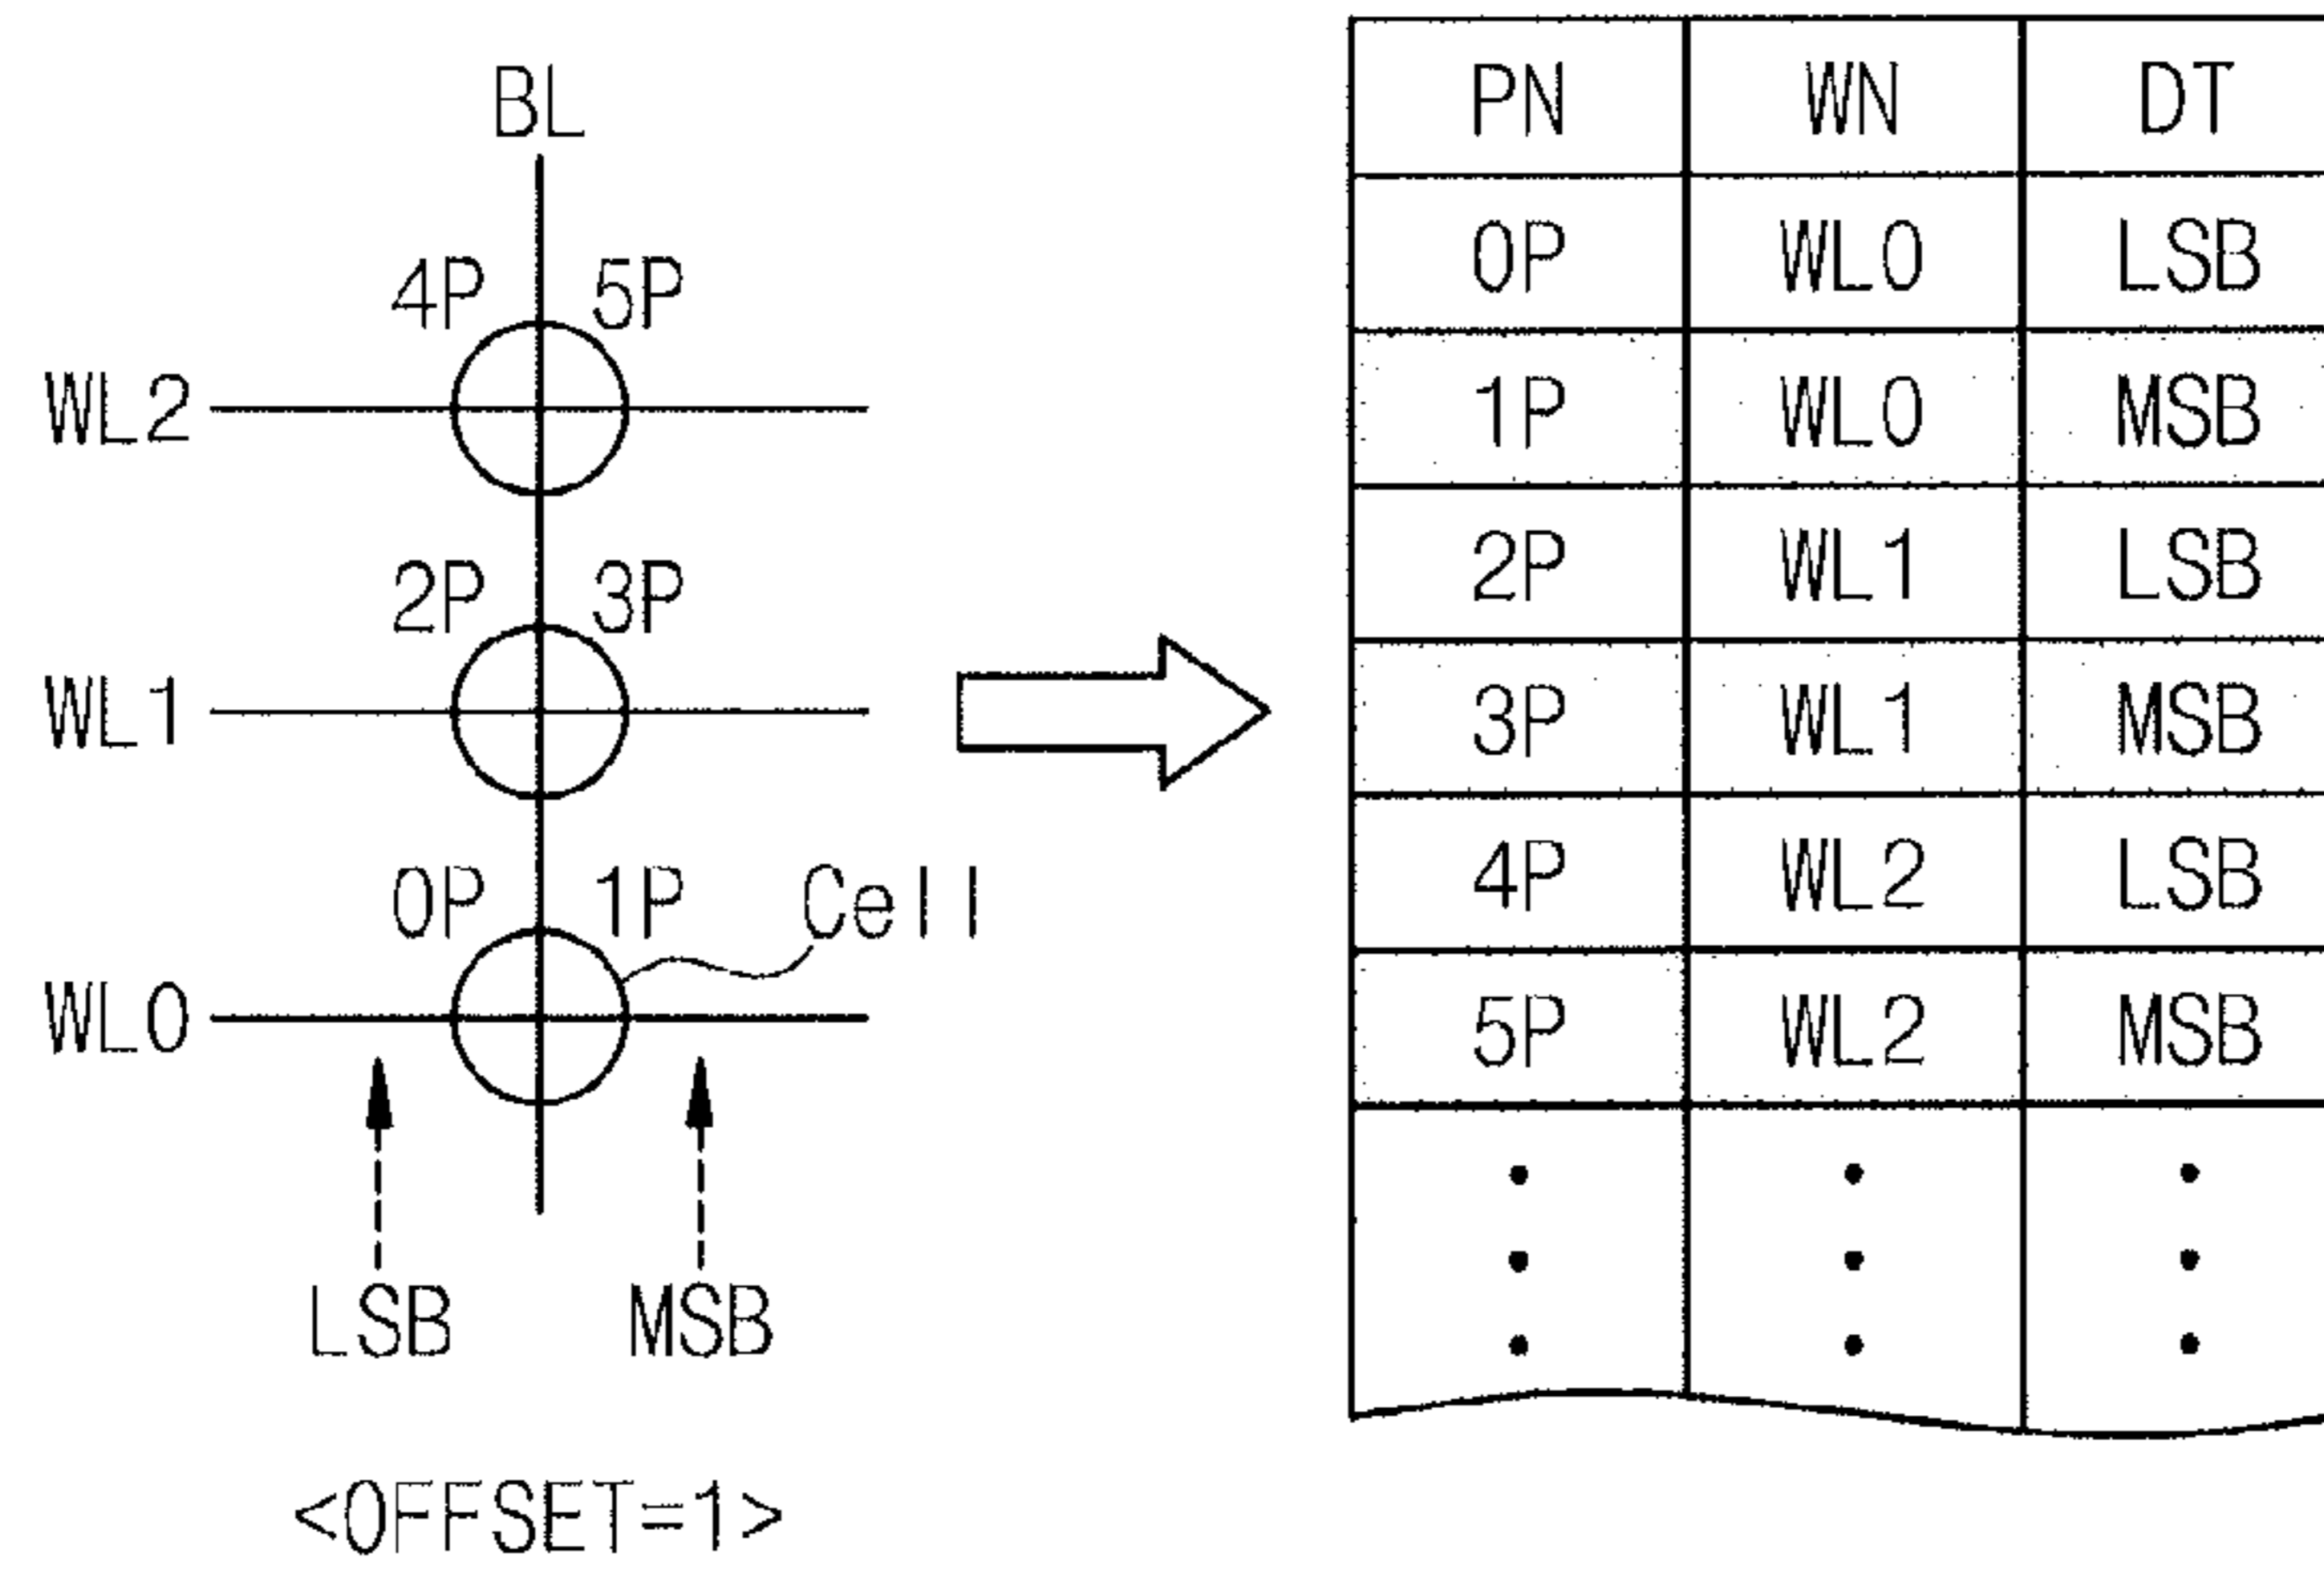 BL
4P 5P
WL2
2P 3P
WL1
0P 1P Cell
WL0
LSB MSB
<OFFSET=1>
PN WN DT
0P WL0 LSB
1P WL0 MSB
2P WL1 LSB
3P WL1 MSB
4P WL2 LSB
5P WL2 MSB